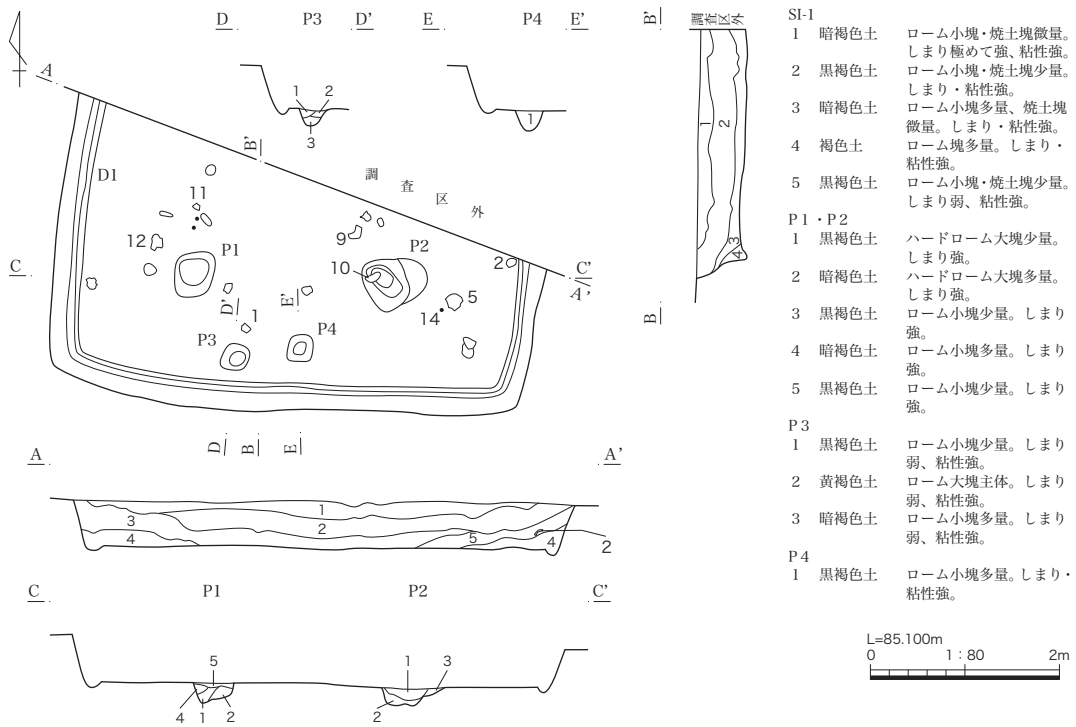 D
P3
D'
E
P4
E'
B'
調査区外
1
2
3
1
A
B'
D1
11
調査区外
12
P1
9
P2
10
2
C
C'
A'
D'
E'
5
1
14
P3
P4
1
2
3
4
B
D
B
E
A
A'
1
3
2
4
5
4
2
C
P1
P2
C'
5
4
1
2
1
3
2
SI-1
1 暗褐色土 ローム小塊・焼土塊微量。
しまり極めて強、粘性強。
2 黒褐色土 ローム小塊・焼土塊少量。
しまり・粘性強。
3 暗褐色土 ローム小塊多量、焼土塊
微量。しまり・粘性強。
4 褐色土 ローム塊多量。しまり・
粘性強。
5 黒褐色土 ローム小塊・焼土塊少量。
しまり弱、粘性強。
P1・P2
1 黒褐色土 ハードローム大塊少量。
しまり強。
2 暗褐色土 ハードローム大塊多量。
しまり強。
3 黒褐色土 ローム小塊少量。しまり
強。
4 暗褐色土 ローム小塊多量。しまり
強。
5 黒褐色土 ローム小塊少量。しまり
強。
P3
1 黒褐色土 ローム小塊少量。しまり
弱、粘性強。
2 黄褐色土 ローム大塊主体。しまり
弱、粘性強。
3 暗褐色土 ローム小塊多量。しまり
弱、粘性強。
P4
1 黒褐色土 ローム小塊多量。しまり・
粘性強。
L=85.100m
0 1:80 2m